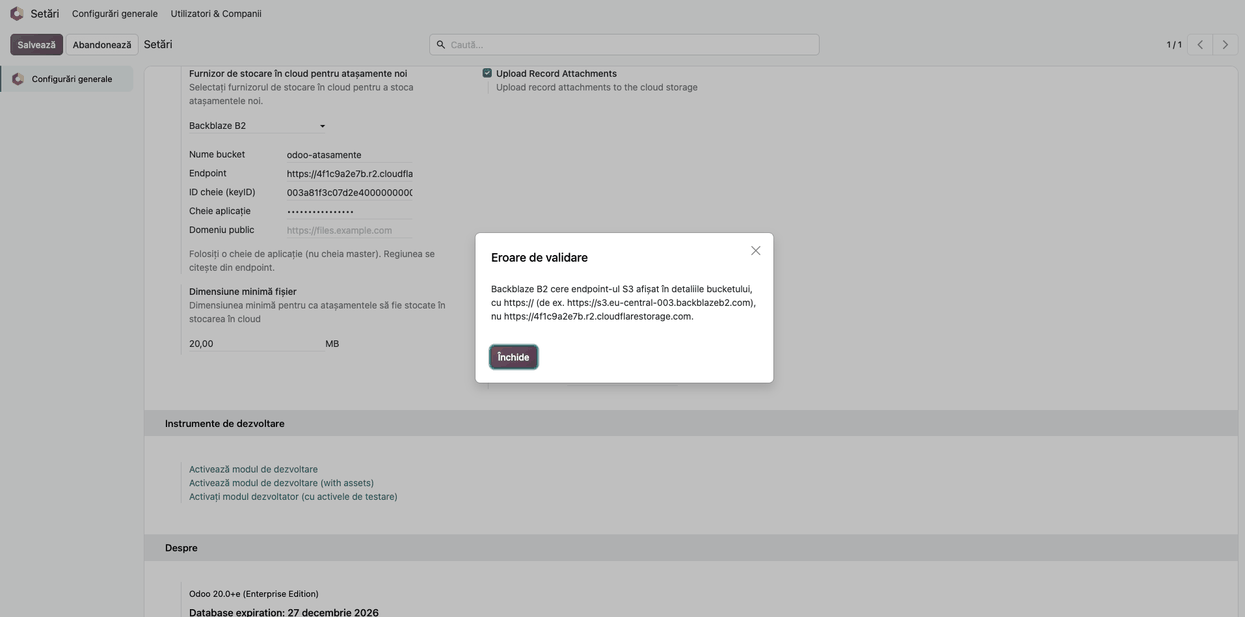 Setări
Configurări generale
Utilizatori & Companii
Salvează
Abandonează
Setări
Caută...
1 / 1
Configurări generale
Furnizor de stocare în cloud pentru atașamente noi
Selectați furnizorul de stocare în cloud pentru a stoca
atașamentele noi.
Backblaze B2
Nume bucket
odoo-atasamente
Endpoint
https://4f1c9a2e7b.r2.cloudfla
ID cheie (keyID)
003a81f3c07d2e4000000000
Cheie aplicație
••••••••••••••••
Domeniu public
https://files.example.com
Folosiți o cheie de aplicație (nu cheia master). Regiunea se
citește din endpoint.
Dimensiune minimă fișier
Dimensiunea minimă pentru ca atașamentele să fie stocate în
stocarea în cloud
20,00 MB
Upload Record Attachments
Upload record attachments to the cloud storage
Eroare de validare
Backblaze B2 cere endpoint-ul S3 afișat în detaliile bucketului,
cu https:// (de ex. https://s3.eu-central-003.backblazeb2.com),
nu https://4f1c9a2e7b.r2.cloudflarestorage.com.
Închide
Instrumente de dezvoltare
Activează modul de dezvoltare
Activează modul de dezvoltare (with assets)
Activați modul dezvoltator (cu activele de testare)
Despre
Odoo 20.0+e (Enterprise Edition)
Database expiration: 27 decembrie 2026